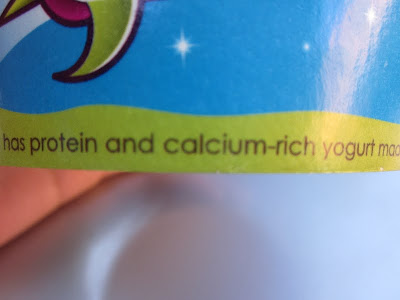 has protein and calcium-rich yogurt